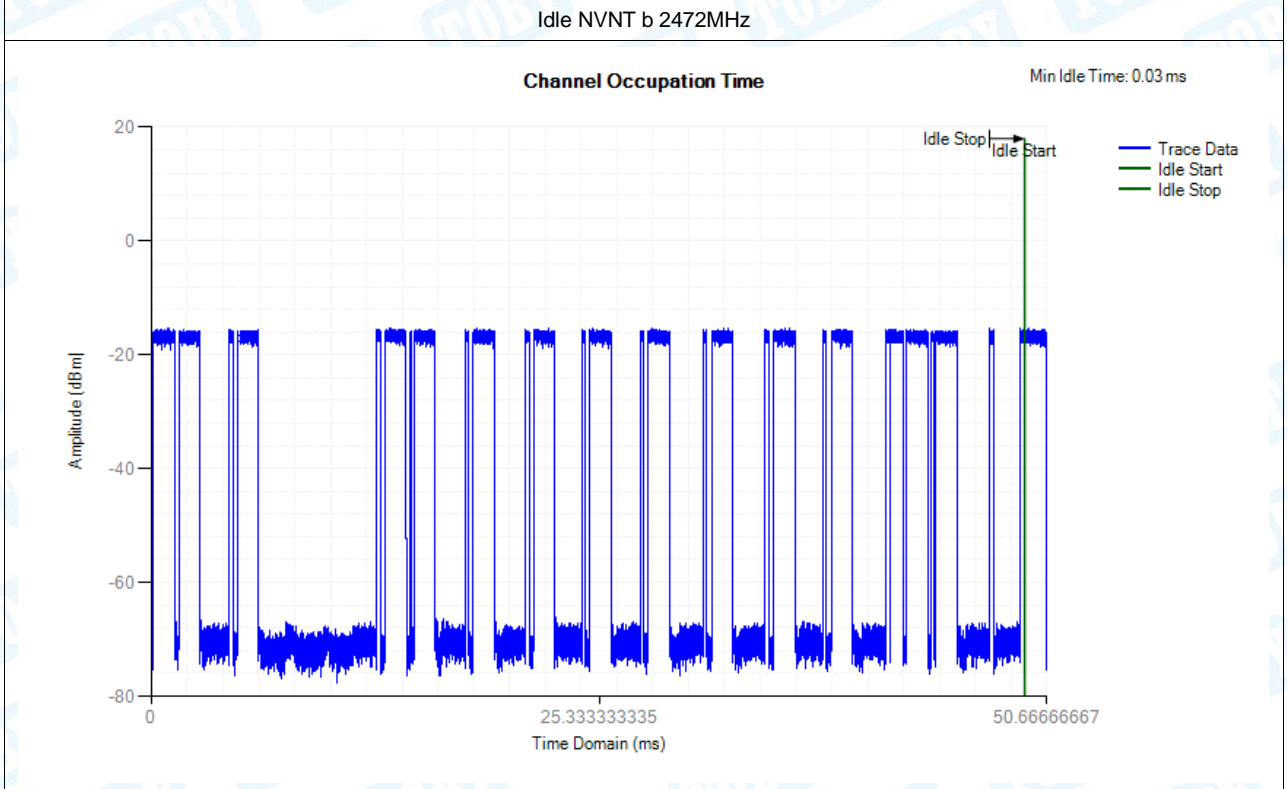 Idle NVNT b 2472MHz
Channel Occupation Time
Min Idle Time: 0.03 ms
20
0
-20
-40
-60
-80
Amplitude (dBm)
Idle Stop
Idle Start
Trace Data
Idle Start
Idle Stop
0
25.333333335
50.66666667
Time Domain (ms)
TOBY